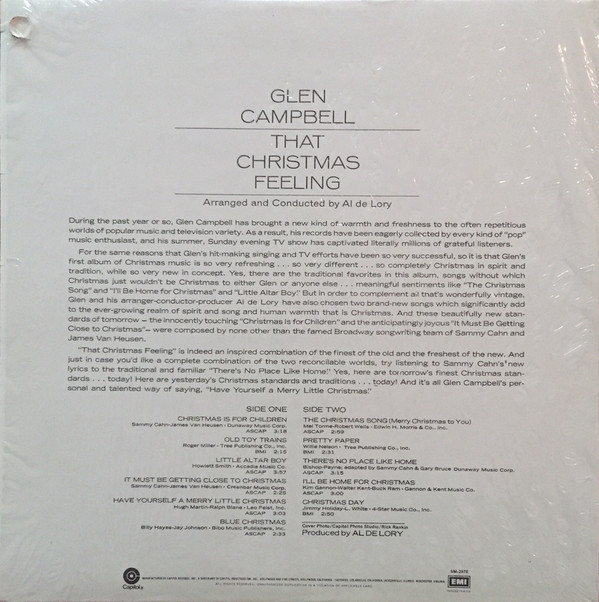 GLEN
CAMPBELL
THAT
CHRISTMAS
FEELING
Arranged and Conducted by Al de Lory
During the past year or so, Glen Campbell has brought a new kind of warmth and freshness to the often repetitious
worlds of popular music and television variety. As a result, his records have been eagerly collected by every kind of "pop"
music enthusiast, and his summer, Sunday evening TV show has captivated literally millions of grateful listeners.
For the same reasons that Glen's hit-making singing and TV efforts have been so very successful, so it is that Glen's
first album of Christmas music is so very refreshing . . . so very different . . . so completely Christmas in spirit and
tradition, while so very new in concept. Yes, there are the traditional favorites in this album, songs without which
Christmas just wouldn't be Christmas to either Glen or anyone else . . . meaningful sentiments like "The Christmas
Song" and "I'll Be Home for Christmas" and "Little Altar Boy." But in order to complement all that's wonderfully vintage,
Glen and his arranger-conductor-producer Al de Lory have also chosen two brand-new songs which significantly add
to the ever-growing realm of spirit and song and human warmth that is Christmas. And these beautifully new stan-
dards of tomorrow – the innocently touching "Christmas Is for Children" and the anticipatingly joyous "It Must Be Getting
Close to Christmas"– were composed by none other than the famed Broadway songwriting team of Sammy Cahn and
James Van Heusen.
"That Christmas Feeling" is indeed an inspired combination of the finest of the old and the freshest of the new. And
just in case you'd like a complete combination of the two reconcilable worlds, try listening to Sammy Cahn's new
lyrics to the traditional and familiar "There's No Place Like Home." Yes, here are tomorrow's finest Christmas stan-
dards . . . today! Here are yesterday's Christmas standards and traditions . . . today! And it's all Glen Campbell's per-
sonal and talented way of saying, "Have Yourself a Merry Little Christmas."
SIDE ONE
CHRISTMAS IS FOR CHILDREN
Sammy Cahn-James Van Heusen - Dunaway Music Corp.
ASCAP 3:18
OLD TOY TRAINS
Roger Miller - Tree Publishing Co., Inc.
BMI 2:15
LITTLE ALTAR BOY
Howlett Smith - Accadia Music Co.
ASCAP 3:57
IT MUST BE GETTING CLOSE TO CHRISTMAS
Sammy Cahn-James Van Heusen - Cmanbar Music Corp.
ASCAP 2:25
HAVE YOURSELF A MERRY LITTLE CHRISTMAS
Hugh Martin-Ralph Blane - Leo Feist, Inc.
ASCAP 3:03
BLUE CHRISTMAS
Billy Hayes-Jay Johnson - Bibo Music Publishers, Inc.
ASCAP 2:33
SIDE TWO
THE CHRISTMAS SONG (Merry Christmas to You)
Mel Torme-Robert Wells - Edwin H. Morris & Co., Inc.
ASCAP 2:59
PRETTY PAPER
Willie Nelson - Tree Publishing Co., Inc.
BMI 2:31
THERE'S NO PLACE LIKE HOME
Bishop-Payne, adapted by Sammy Cahn & Gary Bruce Dunaway Music Corp.
ASCAP 3:15
I'LL BE HOME FOR CHRISTMAS
Kim Gannon-Walter Kent-Buck Ram - Gannon & Kent Music Co.
ASCAP 3:00
CHRISTMAS DAY
Jimmy Holiday-L. White - 4-Star Music Co., Inc.
BMI 2:50
Cover Photo/Capitol Photo Studio/Rick Rankin
Produced by AL DE LORY
Capitol
EMI